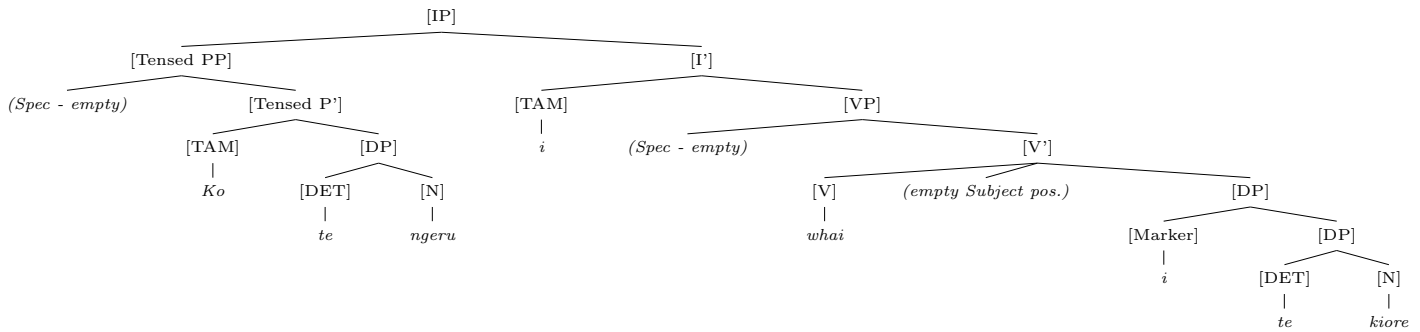 [IP]
[Tensed PP] [I']
(Spec - empty) [Tensed P'] [TAM] [VP]
[TAM] [DP] i (Spec - empty) [V']
Ko [DET] [N] [V] (empty Subject pos.) [DP]
te ngeru whai [Marker] [DP]
i [DET] [N]
te kiore